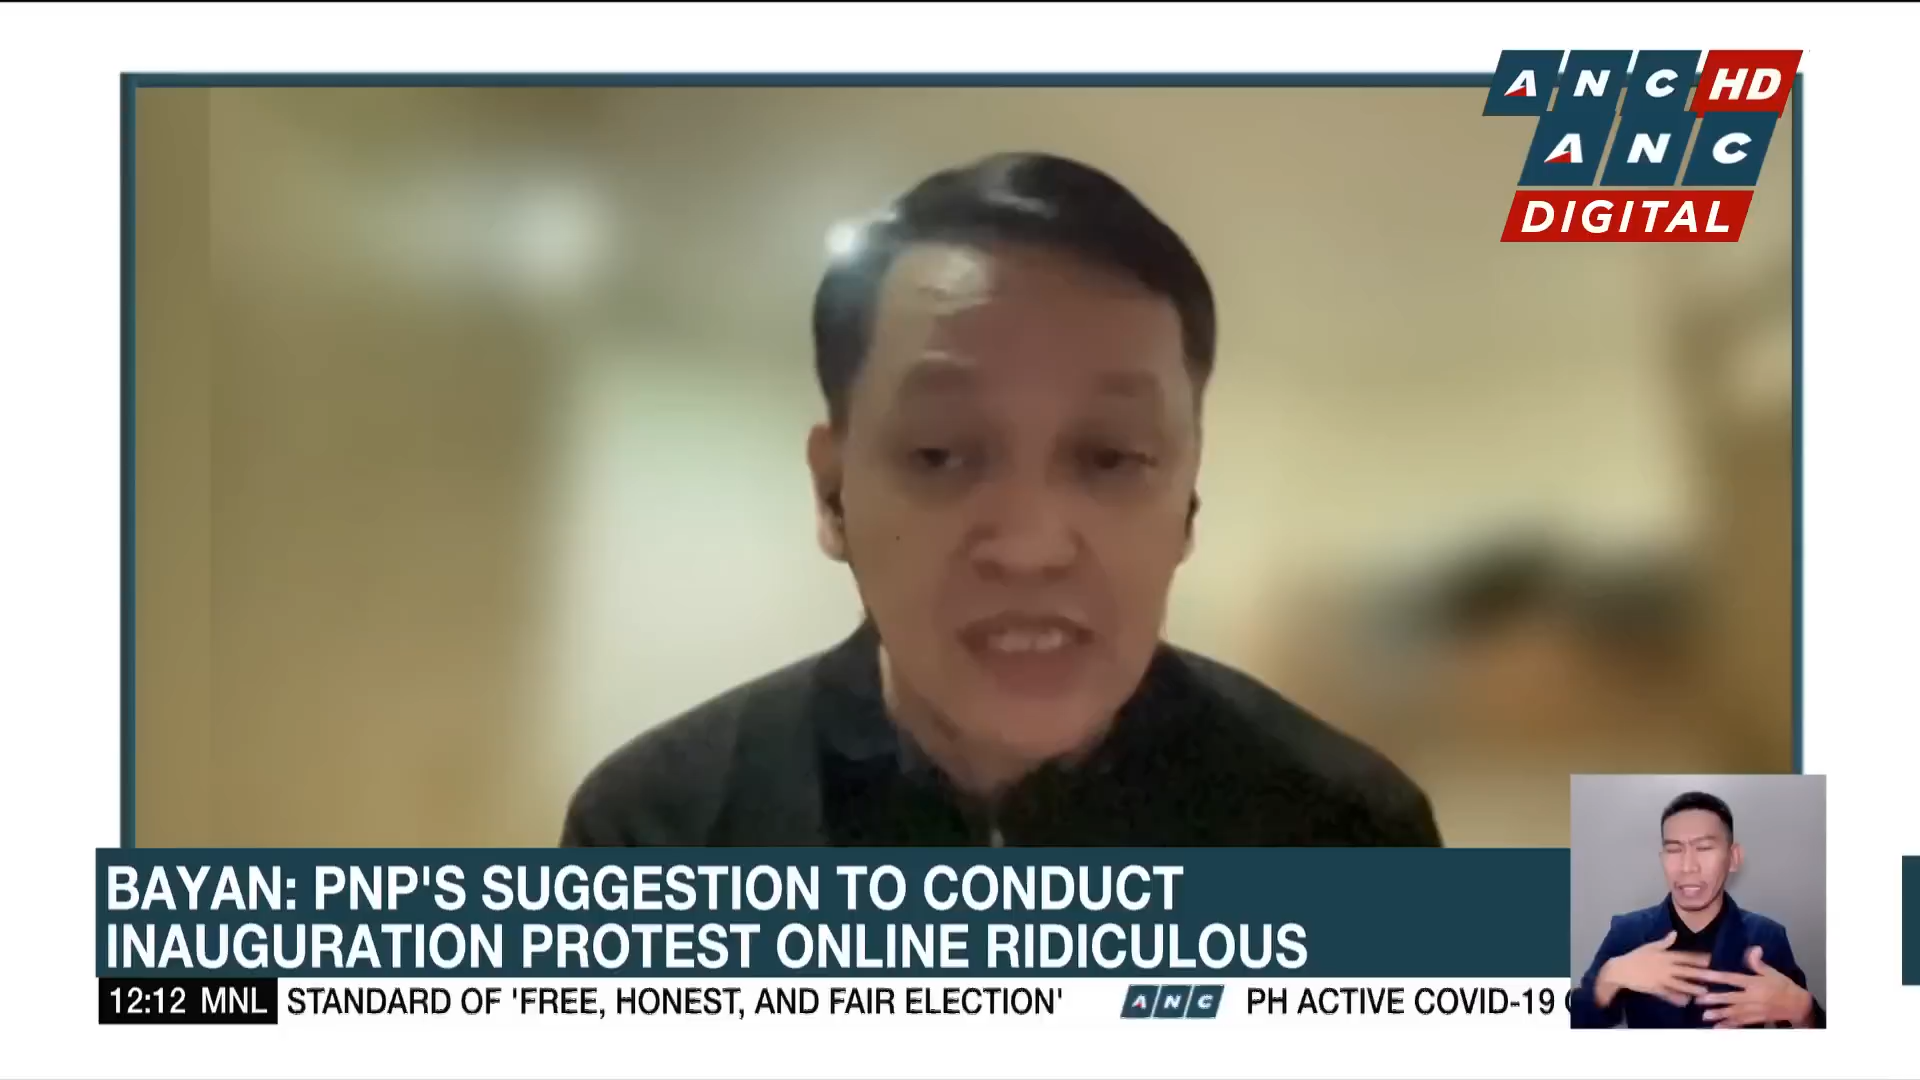 ANC HD
ANC
DIGITAL
BAYAN: PNP'S SUGGESTION TO CONDUCT
INAUGURATION PROTEST ONLINE RIDICULOUS
12:12 MNL STANDARD OF 'FREE, HONEST, AND FAIR ELECTION' ANC PH ACTIVE COVID-19